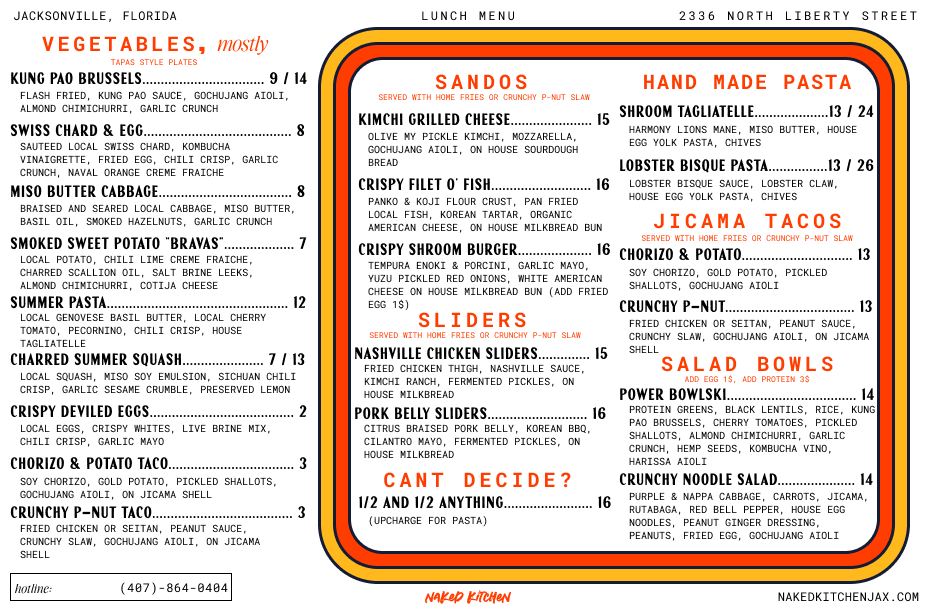 JACKSONVILLE, FLORIDA
LUNCH MENU
2336 NORTH LIBERTY STREET
VEGETABLES, mostly
TAPAS STYLE PLATES
KUNG PAO BRUSSELS............................... 9 / 14
FLASH FRIED, KUNG PAO SAUCE, GOCHUJANG AIOLI,
ALMOND CHIMICHURRI, GARLIC CRUNCH
SWISS CHARD & EGG...................................... 8
SAUTEED LOCAL SWISS CHARD, KOMBUCHA
VINAIGRETTE, FRIED EGG, CHILI CRISP, GARLIC
CRUNCH, NAVAL ORANGE CREME FRAICHE
MISO BUTTER CABBAGE.................................. 8
BRAISED AND SEARED LOCAL CABBAGE, MISO BUTTER,
BASIL OIL, SMOKED HAZELNUTS, GARLIC CRUNCH
SMOKED SWEET POTATO "BRAVAS".................. 7
LOCAL POTATO, CHILI LIME CREME FRAICHE,
CHARRED SCALLION OIL, SALT BRINE LEEKS,
ALMOND CHIMICHURRI, COTIJA CHEESE
SUMMER PASTA............................................... 12
LOCAL GENOVESE BASIL BUTTER, LOCAL CHERRY
TOMATO, PECORNINO, CHILI CRISP, HOUSE
TAGLIATELLE
CHARRED SUMMER SQUASH..................... 7 / 13
LOCAL SQUASH, MISO SOY EMULSION, SICHUAN CHILI
CRISP, GARLIC SESAME CRUMBLE, PRESERVED LEMON
CRISPY DEVILED EGGS..................................... 2
LOCAL EGGS, CRISPY WHITES, LIVE BRINE MIX,
CHILI CRISP, GARLIC MAYO
CHORIZO & POTATO TACO................................ 3
SOY CHORIZO, GOLD POTATO, PICKLED SHALLOTS,
GOCHUJANG AIOLI, ON JICAMA SHELL
CRUNCHY P-NUT TACO..................................... 3
FRIED CHICKEN OR SEITAN, PEANUT SAUCE,
CRUNCHY SLAW, GOCHUJANG AIOLI, ON JICAMA
SHELL
hotline: (407)-864-0404
SANDOS
SERVED WITH HOME FRIES OR CRUNCHY P-NUT SLAW
KIMCHI GRILLED CHEESE..................... 15
OLIVE MY PICKLE KIMCHI, MOZZARELLA,
GOCHUJANG AIOLI, ON HOUSE SOURDOUGH
BREAD
CRISPY FILET O' FISH.......................... 16
PANKO & KOJI FLOUR CRUST, PAN FRIED
LOCAL FISH, KOREAN TARTAR, ORGANIC
AMERICAN CHEESE, ON HOUSE MILKBREAD BUN
CRISPY SHROOM BURGER.................... 16
TEMPURA ENOKI & PORCINI, GARLIC MAYO,
YUZU PICKLED RED ONIONS, WHITE AMERICAN
CHEESE ON HOUSE MILKBREAD BUN (ADD FRIED
EGG 1$)
SLIDERS
SERVED WITH HOME FRIES OR CRUNCHY P-NUT SLAW
NASHVILLE CHICKEN SLIDERS.............. 15
FRIED CHICKEN THIGH, NASHVILLE SAUCE,
KIMCHI RANCH, FERMENTED PICKLES, ON
HOUSE MILKBREAD
PORK BELLY SLIDERS........................... 16
CITRUS BRAISED PORK BELLY, KOREAN BBQ,
CILANTRO MAYO, FERMENTED PICKLES, ON
HOUSE MILKBREAD
CANT DECIDE?
1/2 AND 1/2 ANYTHING....................... 16
(UPCHARGE FOR PASTA)
HAND MADE PASTA
SHROOM TAGLIATELLE...................13 / 24
HARMONY LIONS MANE, MISO BUTTER, HOUSE
EGG YOLK PASTA, CHIVES
LOBSTER BISQUE PASTA...............13 / 26
LOBSTER BISQUE SAUCE, LOBSTER CLAW,
HOUSE EGG YOLK PASTA, CHIVES
JICAMA TACOS
SERVED WITH HOME FRIES OR CRUNCHY P-NUT SLAW
CHORIZO & POTATO............................ 13
SOY CHORIZO, GOLD POTATO, PICKLED
SHALLOTS, GOCHUJANG AIOLI
CRUNCHY P-NUT................................. 13
FRIED CHICKEN OR SEITAN, PEANUT SAUCE,
CRUNCHY SLAW, GOCHUJANG AIOLI, ON JICAMA
SHELL
SALAD BOWLS
ADD EGG 1$, ADD PROTEIN 3$
POWER BOWLSKI................................. 14
PROTEIN GREENS, BLACK LENTILS, RICE, KUNG
PAO BRUSSELS, CHERRY TOMATOES, PICKLED
SHALLOTS, ALMOND CHIMICHURRI, GARLIC
CRUNCH, HEMP SEEDS, KOMBUCHA VINO,
HARISSA AIOLI
CRUNCHY NOODLE SALAD.................... 14
PURPLE & NAPPA CABBAGE, CARROTS, JICAMA,
RUTABAGA, RED BELL PEPPER, HOUSE EGG
NOODLES, PEANUT GINGER DRESSING,
PEANUTS, FRIED EGG, GOCHUJANG AIOLI
NAKED KITCHEN
NAKEDKITCHENJAX.COM